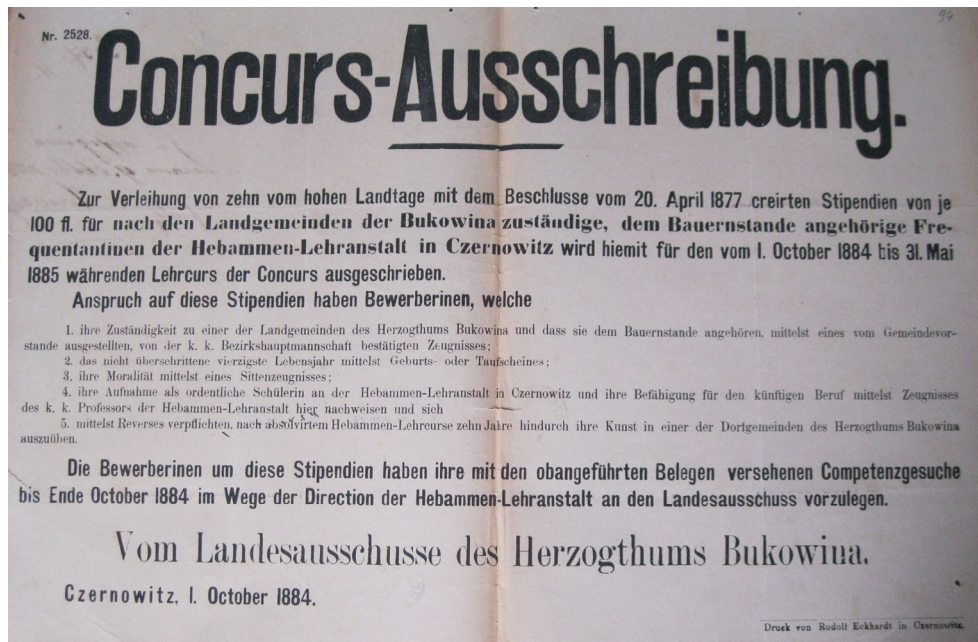 94
Nr. 2528.
Concurs-Ausschreibung.
Zur Verleihung von zehn vom hohen Landtage mit dem Beschlusse vom 20. April 1877 creirten Stipendien von je
100 fl. für nach den Landgemeinden der Bukowina zuständige, dem Bauernstande angehörige Fre-
quentantinen der Hebammen-Lehranstalt in Czernowitz wird hiemit für den vom 1. October 1884 bis 31. Mai
1885 währenden Lehrcurs der Concurs ausgeschrieben.
Anspruch auf diese Stipendien haben Bewerberinen, welche
1. ihre Zuständigkeit zu einer der Landgemeinden des Herzogthums Bukowina und dass sie dem Bauernstande angehören, mittelst eines vom Gemeindevor-
stande ausgestellten, von der k. k. Bezirkshauptmannschaft bestätigten Zeugnisses;
2. das nicht überschrittene vierzigste Lebensjahr mittelst Geburts- oder Taufscheines;
3. ihre Moralität mittelst eines Sittenzeugnisses;
4. ihre Aufnahme als ordentliche Schülerin an der Hebammen-Lehranstalt in Czernowitz und ihre Befähigung für den künftigen Beruf mittelst Zeugnisses
des k. k. Professors der Hebammen-Lehranstalt hier nachweisen und sich
5. mittelst Reverses verpflichten, nach absolvirtem Hebammen-Lehrcurse zehn Jahre hindurch ihre Kunst in einer der Dorfgemeinden des Herzogthums Bukowina
auszuüben.
Die Bewerberinen um diese Stipendien haben ihre mit den obangeführten Belegen versehenen Competenzgesuche
bis Ende October 1884 im Wege der Direction der Hebammen-Lehranstalt an den Landesausschuss vorzulegen.
Vom Landesausschusse des Herzogthums Bukowina.
Czernowitz, 1. October 1884.
Druck von Rudolf Eckhardt in Czernowitz.